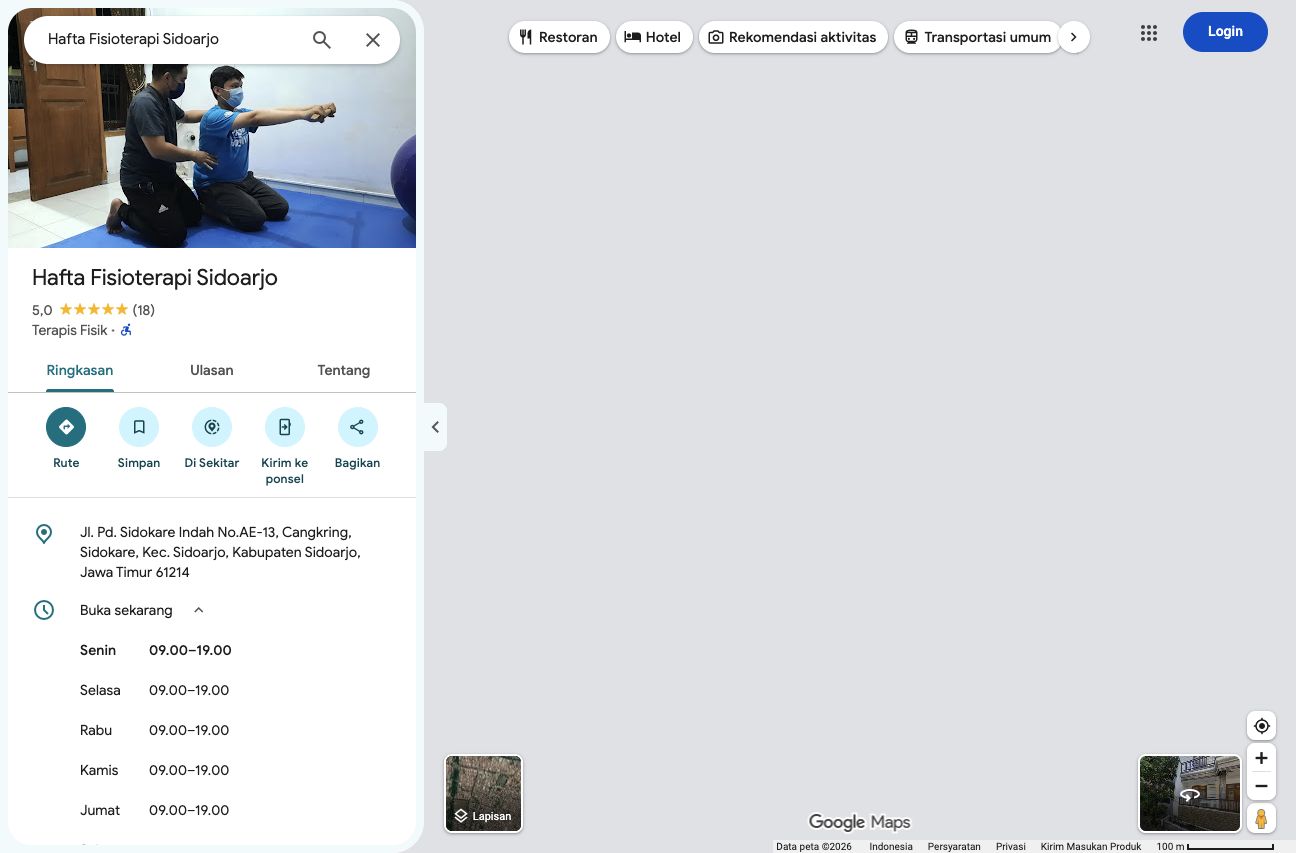 Hafta Fisioterapi Sidoarjo
Restoran
Hotel
Rekomendasi aktivitas
Transportasi umum
Login
Hafta Fisioterapi Sidoarjo
5,0 (18)
Terapis Fisik ·
Ringkasan
Ulasan
Tentang
Rute
Simpan
Di Sekitar
Kirim ke
ponsel
Bagikan
Jl. Pd. Sidokare Indah No.AE-13, Cangkring,
Sidokare, Kec. Sidoarjo, Kabupaten Sidoarjo,
Jawa Timur 61214
Buka sekarang
Senin 09.00–19.00
Selasa 09.00–19.00
Rabu 09.00–19.00
Kamis 09.00–19.00
Jumat 09.00–19.00
Lapisan
Google Maps
Data peta ©2026 Indonesia Persyaratan Privasi Kirim Masukan Produk 100 m